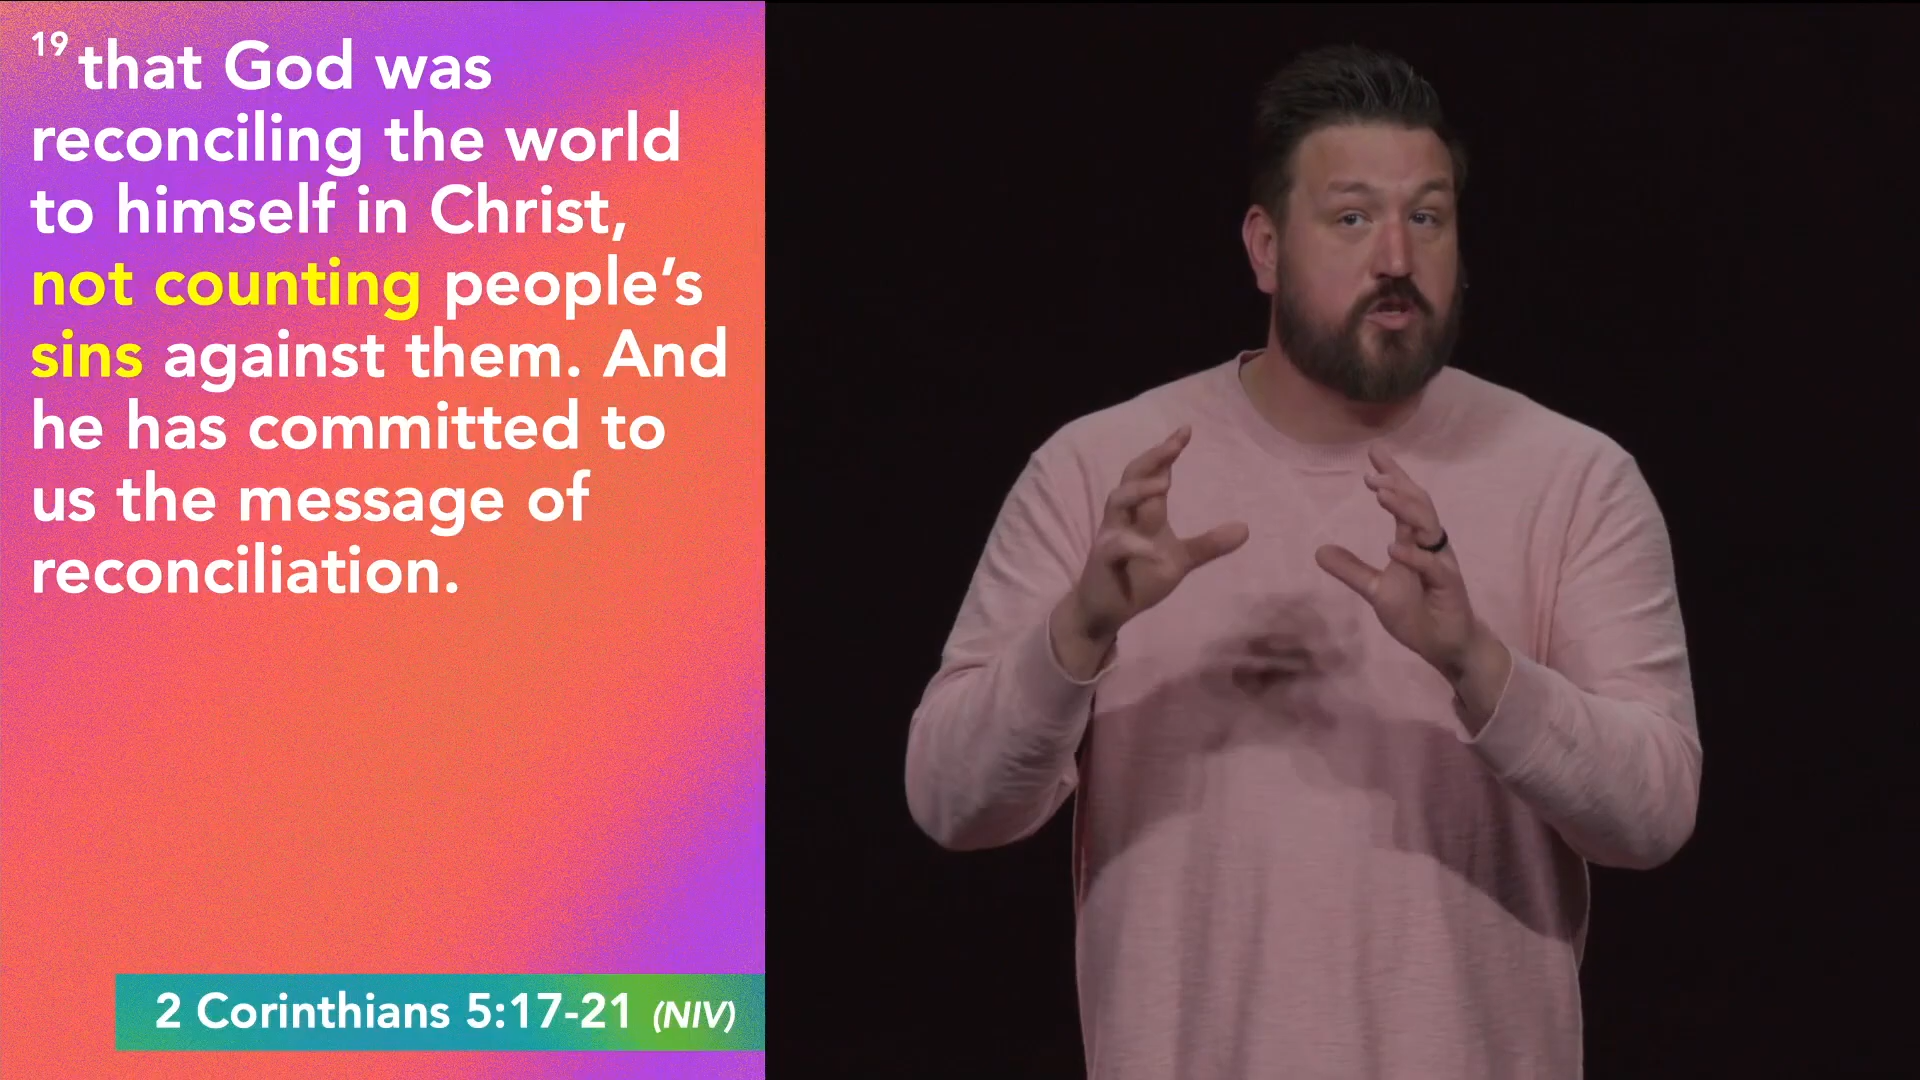 19 that God was
reconciling the world
to himself in Christ,
not counting people’s
sins against them. And
he has committed to
us the message of
reconciliation.
2 Corinthians 5:17-21 (NIV)